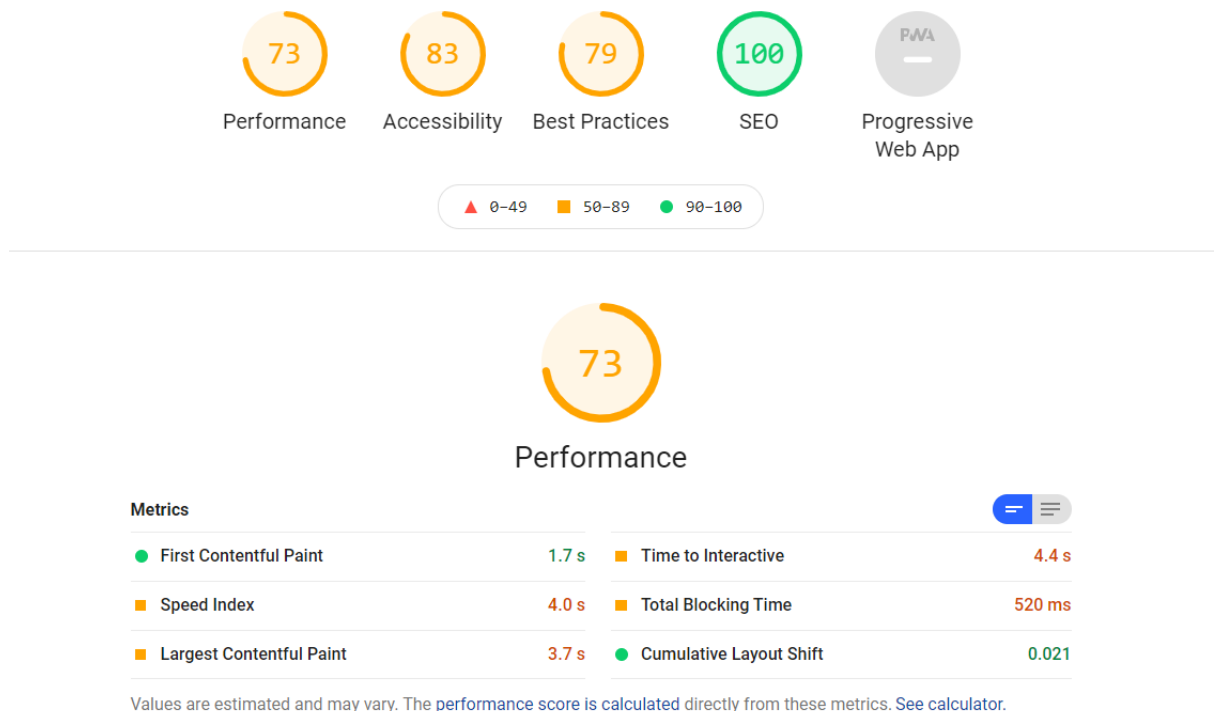 73
83
79
100
PWA
Performance
Accessibility
Best Practices
SEO
Progressive
Web App
0–49
50–89
90–100
73
Performance
Metrics
First Contentful Paint 1.7 s
Time to Interactive 4.4 s
Speed Index 4.0 s
Total Blocking Time 520 ms
Largest Contentful Paint 3.7 s
Cumulative Layout Shift 0.021
Values are estimated and may vary. The performance score is calculated directly from these metrics. See calculator.